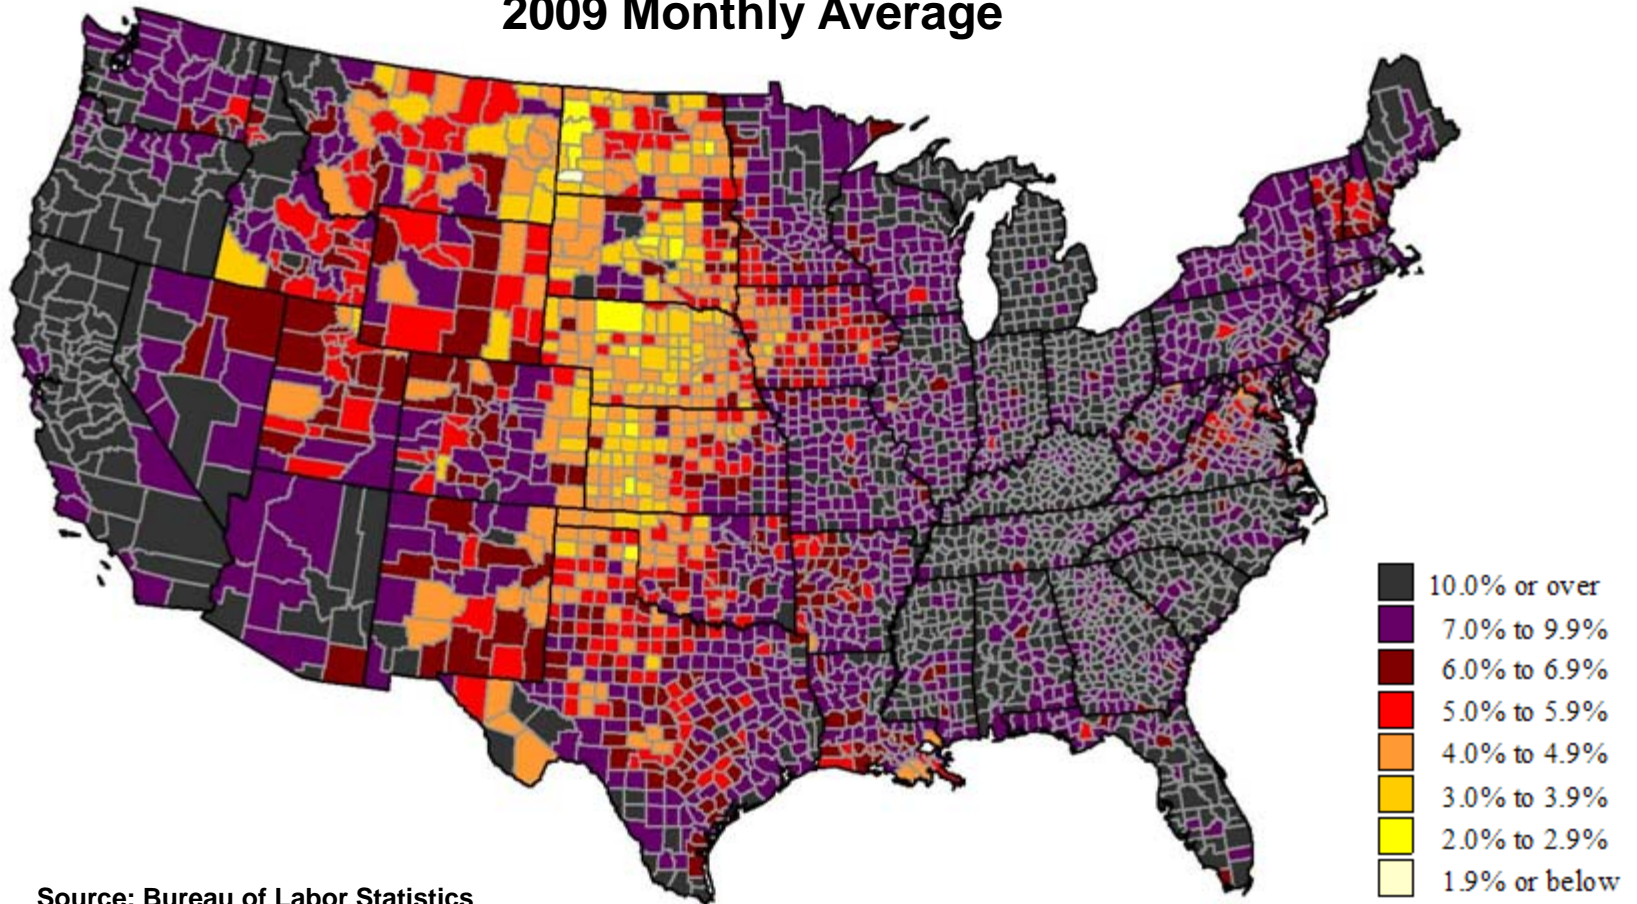 2009 Monthly Average
10.0% or over
7.0% to 9.9%
6.0% to 6.9%
5.0% to 5.9%
4.0% to 4.9%
3.0% to 3.9%
2.0% to 2.9%
1.9% or below
Source: Bureau of Labor Statistics